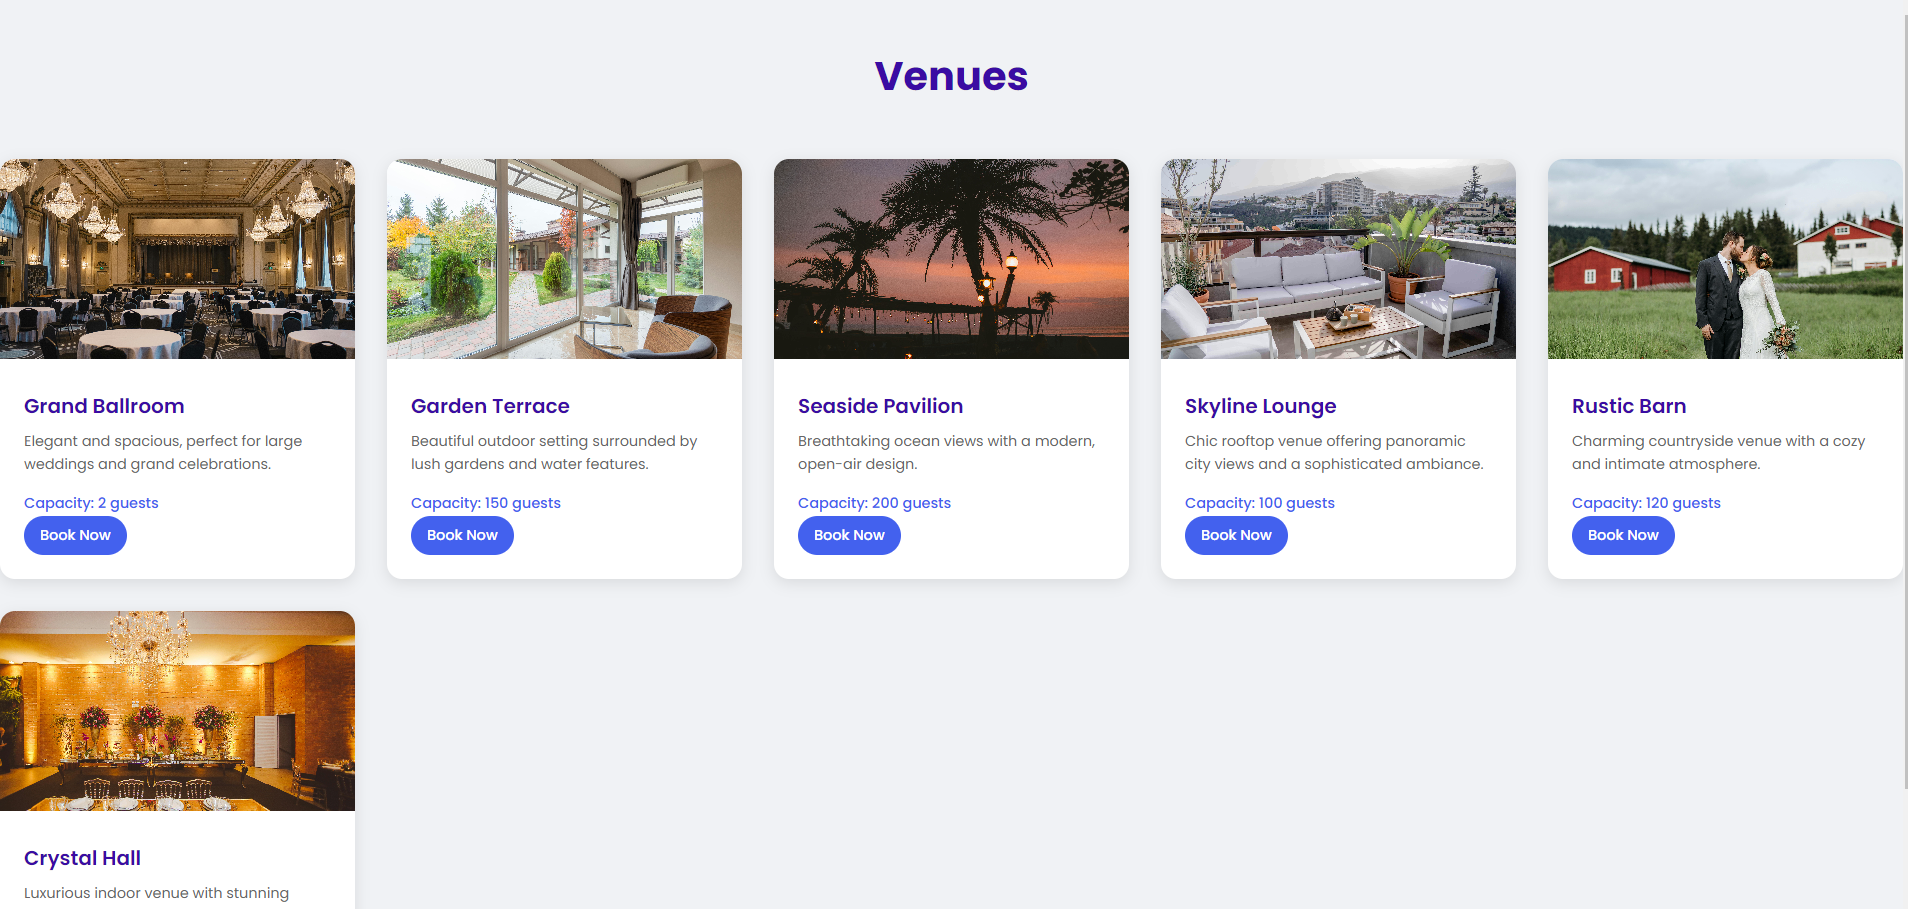 Venues
Grand Ballroom
Elegant and spacious, perfect for large
weddings and grand celebrations.
Capacity: 2 guests
Book Now
Garden Terrace
Beautiful outdoor setting surrounded by
lush gardens and water features.
Capacity: 150 guests
Book Now
Seaside Pavilion
Breathtaking ocean views with a modern,
open-air design.
Capacity: 200 guests
Book Now
Skyline Lounge
Chic rooftop venue offering panoramic
city views and a sophisticated ambiance.
Capacity: 100 guests
Book Now
Rustic Barn
Charming countryside venue with a cozy
and intimate atmosphere.
Capacity: 120 guests
Book Now
Crystal Hall
Luxurious indoor venue with stunning